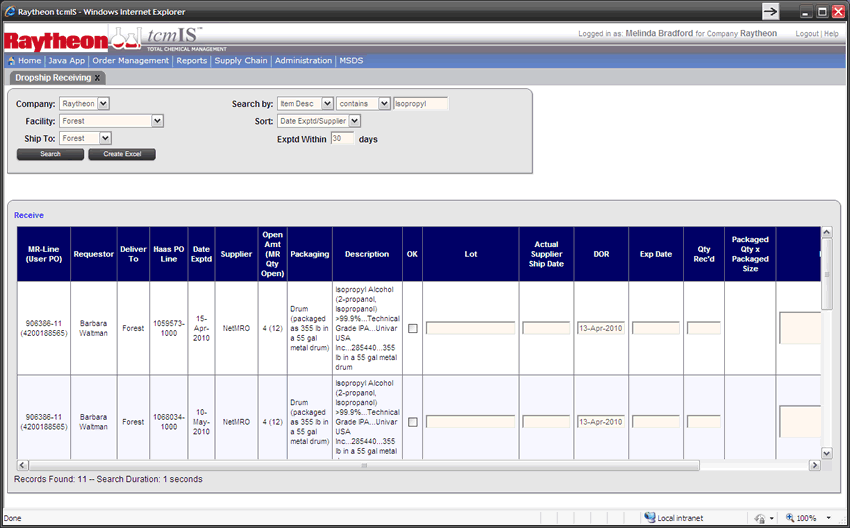 Raytheon tcmIS - Windows Internet Explorer
Raytheon tcmIS™
TOTAL CHEMICAL MANAGEMENT
Logged in as: Melinda Bradford for Company Raytheon Logout | Help
Home Java App Order Management Reports Supply Chain Administration MSDS
Dropship Receiving x
Company: Raytheon Search by: Item Desc contains isopropyl
Facility: Forest Sort: Date Exptd/Supplier
Ship To: Forest Exptd Within 30 days
Search Create Excel
Receive
MR-Line
(User PO)
Requestor
Deliver
To
Haas PO
Line
Date
Exptd
Supplier
Open
Amt
(MR
Qty
Open)
Packaging
Description
OK
Lot
Actual
Supplier
Ship Date
DOR
Exp Date
Qty
Rec'd
Packaged
Qty x
Packaged
Size
906386-11
(4200188565)
Barbara
Waitman
Forest
1059573-
1000
15-
Apr-
2010
NetMRO
4 (12)
Drum
(packaged
as 355 lb in
a 55 gal
metal drum)
Isopropyl Alcohol
(2-propanol,
Isopropanol)
>99.9%...Technical
Grade IPA...Univar
USA
Inc...285440...355
lb in a 55 gal metal
drum
13-Apr-2010
906386-11
(4200188565)
Barbara
Waitman
Forest
1068034-
1000
10-
May-
2010
NetMRO
4 (12)
Drum
(packaged
as 355 lb in
a 55 gal
metal drum)
Isopropyl Alcohol
(2-propanol,
Isopropanol)
>99.9%...Technical
Grade IPA...Univar
USA
Inc...285440...355
lb in a 55 gal metal
13-Apr-2010
Records Found: 11 -- Search Duration: 1 seconds
Done Local intranet 100%